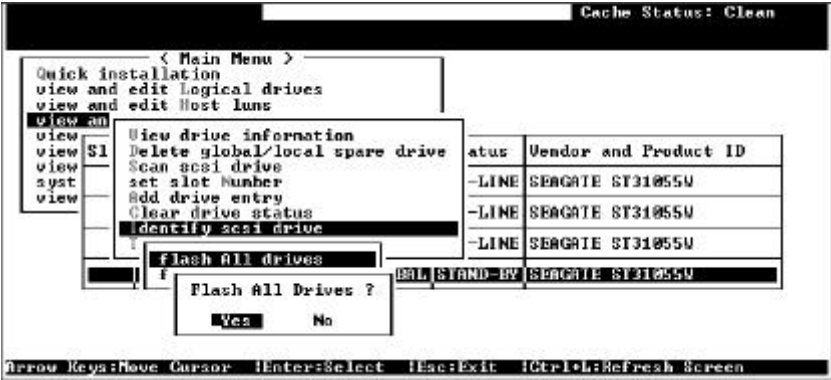 Cache Status: Clean
< Main Menu >
Quick installation
view and edit Logical drives
view and edit Host luns
view an
view
view
view
syst
view
Sl
atus
Vendor and Product ID
View drive information
Delete global/local spare drive
Scan scsi drive
set slot Number
Add drive entry
Clear drive status
Identify scsi drive
-LINE SEAGATE ST31055W
-LINE SEAGATE ST31055W
-LINE SEAGATE ST31055W
flash All drives
f
BAL STAND-BY SEAGATE ST31055W
Flash All Drives ?
Yes No
Arrow Keys:Move Cursor |Enter:Select |Esc:Exit |Ctrl+L:Refresh Screen